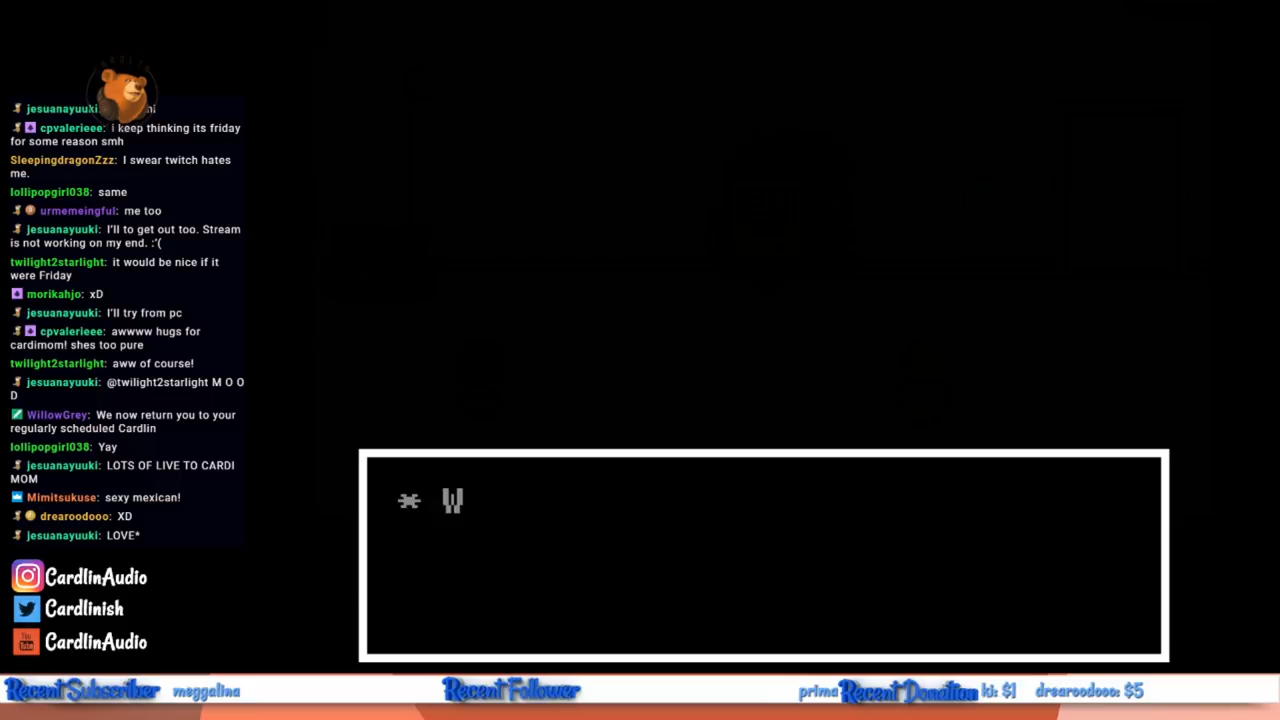 jesuanayuuki: hi
cpvalerieee: i keep thinking its friday
for some reason smh
SleepingdragonZzz: I swear twitch hates
me.
lollipopgirl038: same
urmemeingful: me too
jesuanayuuki: I'll to get out too. Stream
is not working on my end. :'(
twilight2starlight: it would be nice if it
were Friday
morikahjo: xD
jesuanayuuki: I'll try from pc
cpvalerieee: awwww hugs for
cardimom! shes too pure
twilight2starlight: aww of course!
jesuanayuuki: @twilight2starlight M O O
D
WillowGrey: We now return you to your
regularly scheduled Cardlin
lollipopgirl038: Yay
jesuanayuuki: LOTS OF LIVE TO CARDI
MOM
Mimitsukuse: sexy mexican!
drearoodooo: XD
jesuanayuuki: LOVE*
* W
CardlinAudio
Cardlinish
You Tube CardlinAudio
Recent Subscriber meggalina Recent Follower prima Recent Donation ki: $1 drearoodooo: $5